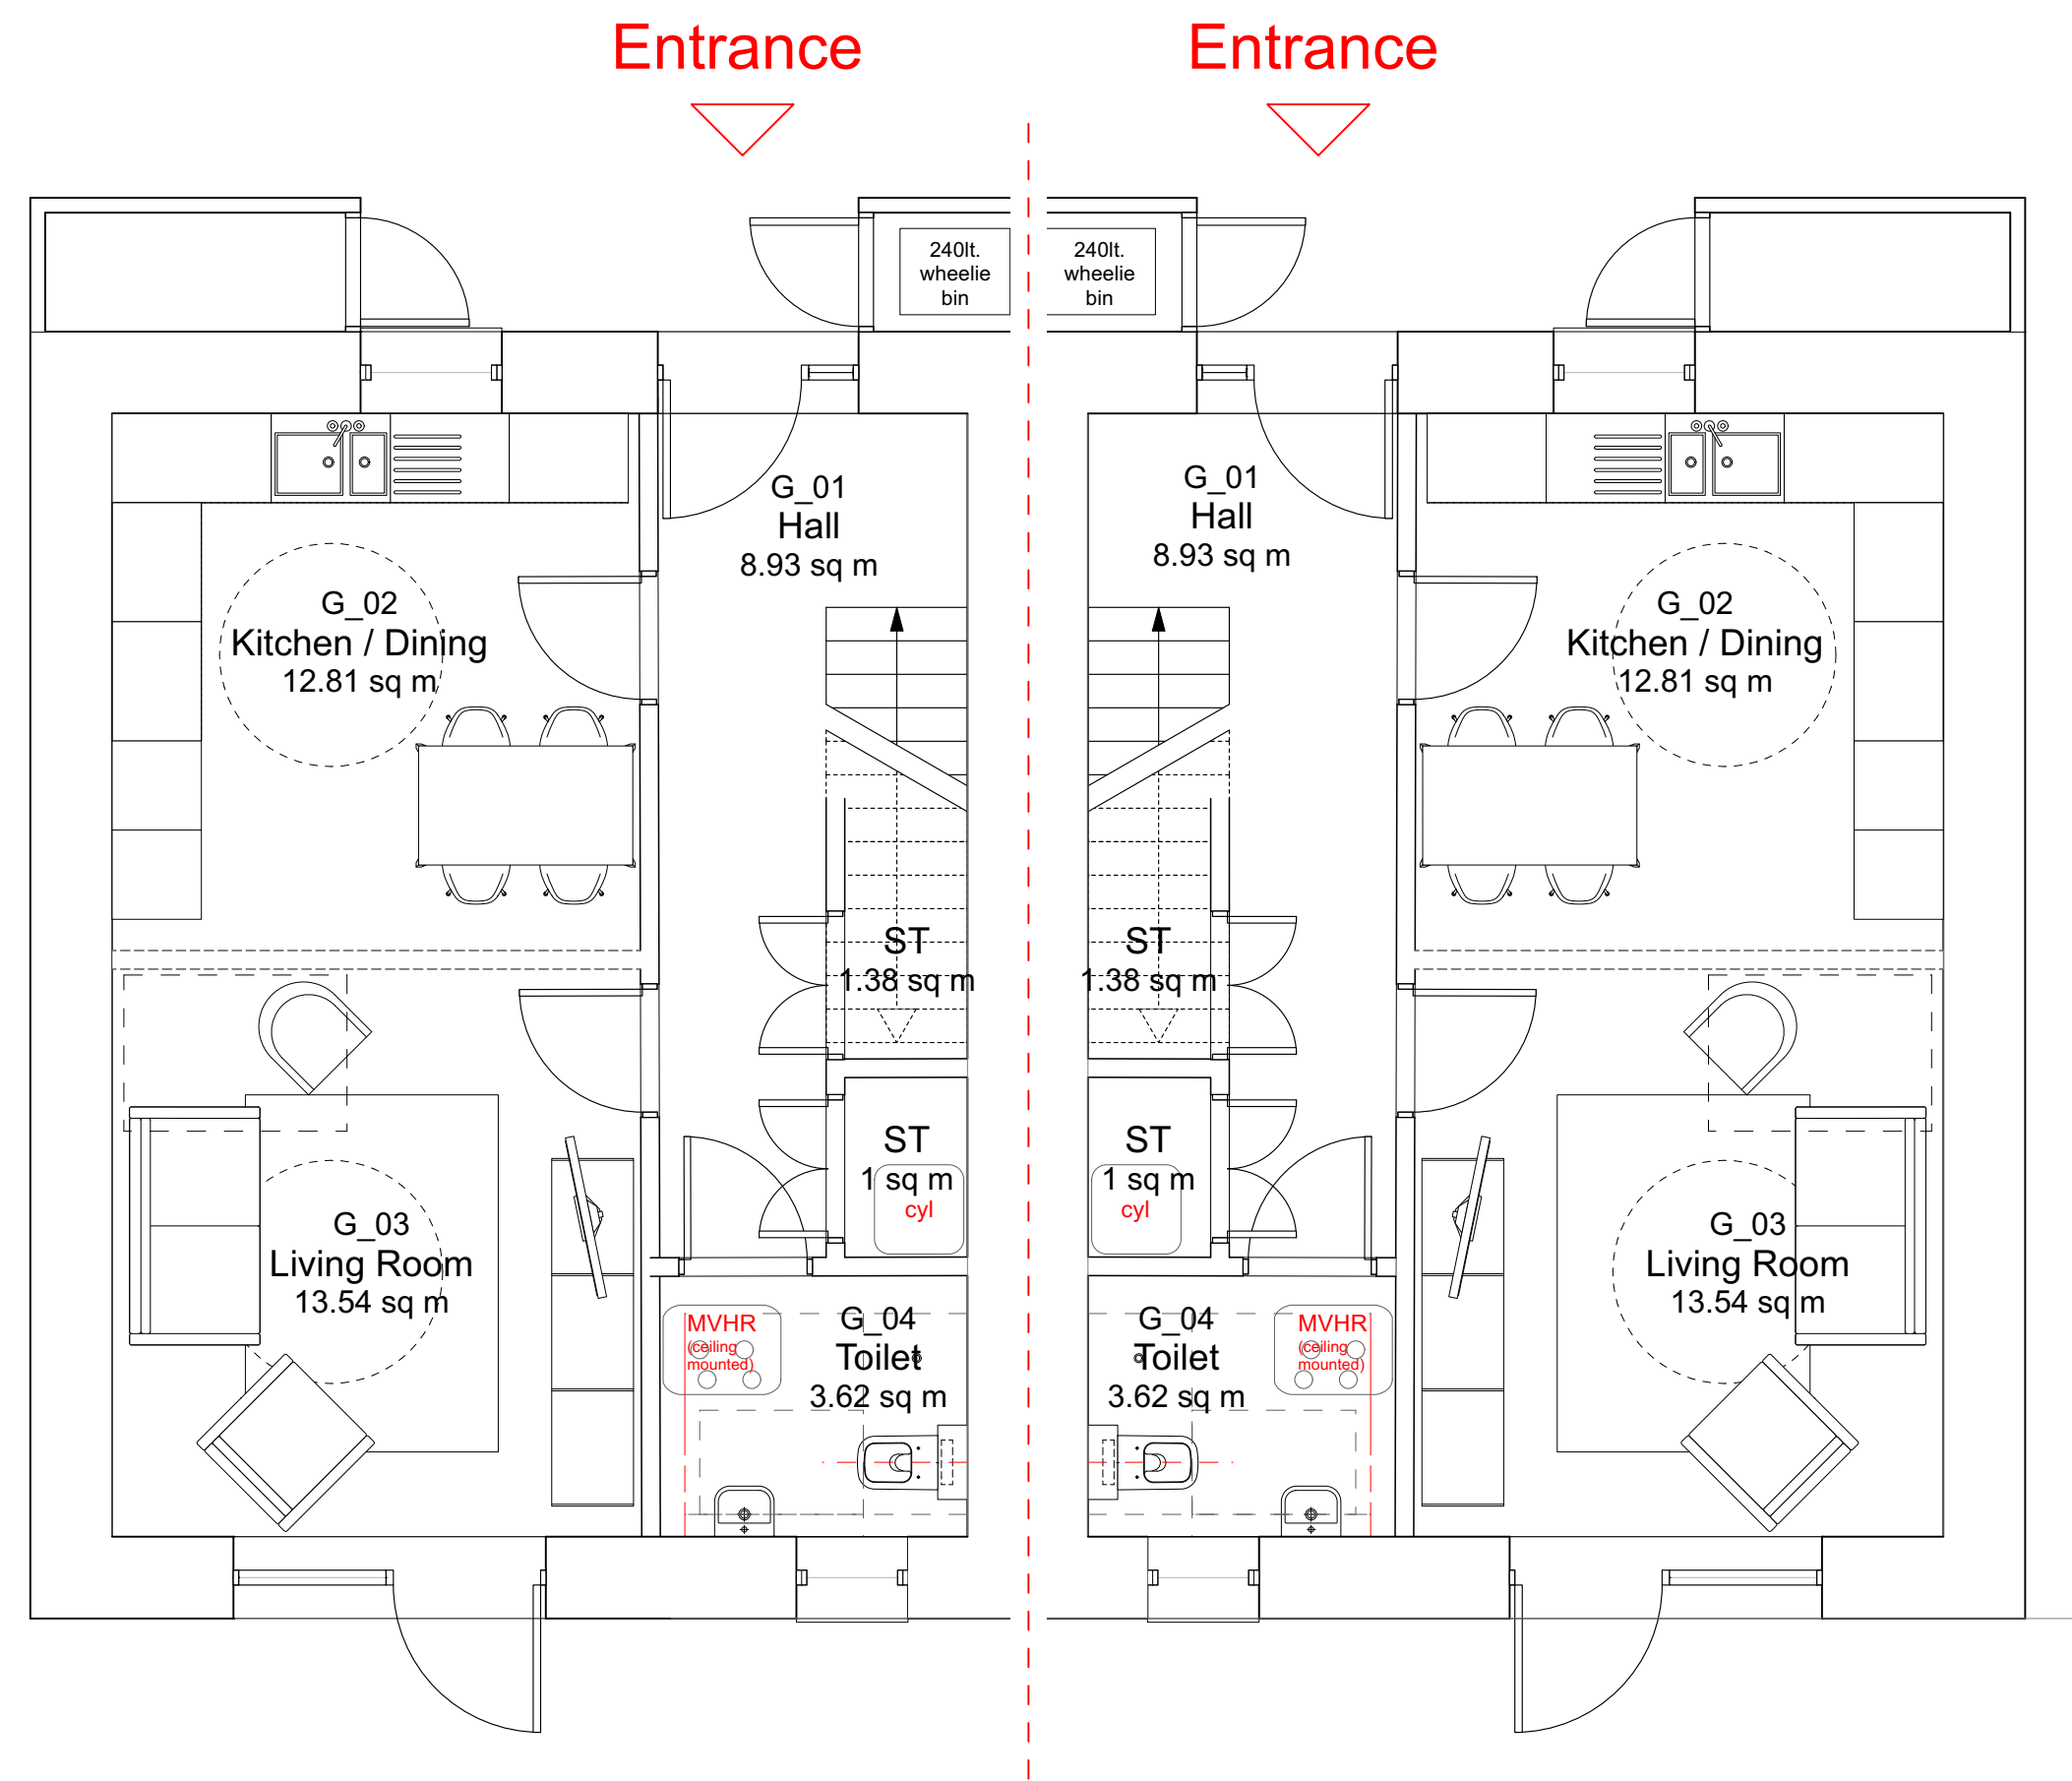 Entrance
Entrance
240lt.
wheelie
bin
240lt.
wheelie
bin
G_01
Hall
8.93 sq m
G_01
Hall
8.93 sq m
G_02
Kitchen / Dining
12.81 sq m
G_02
Kitchen / Dining
12.81 sq m
ST
1.38 sq m
ST
1.38 sq m
ST
1 sq m
cyl
ST
1 sq m
cyl
G_03
Living Room
13.54 sq m
G_03
Living Room
13.54 sq m
MVHR
(ceiling
mounted)
G_04
Toilet
3.62 sq m
G_04
Toilet
3.62 sq m
MVHR
(ceiling
mounted)